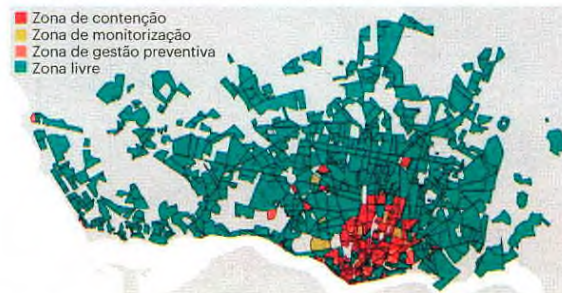 Zona de contenção
Zona de monitorização
Zona de gestão preventiva
Zona livre